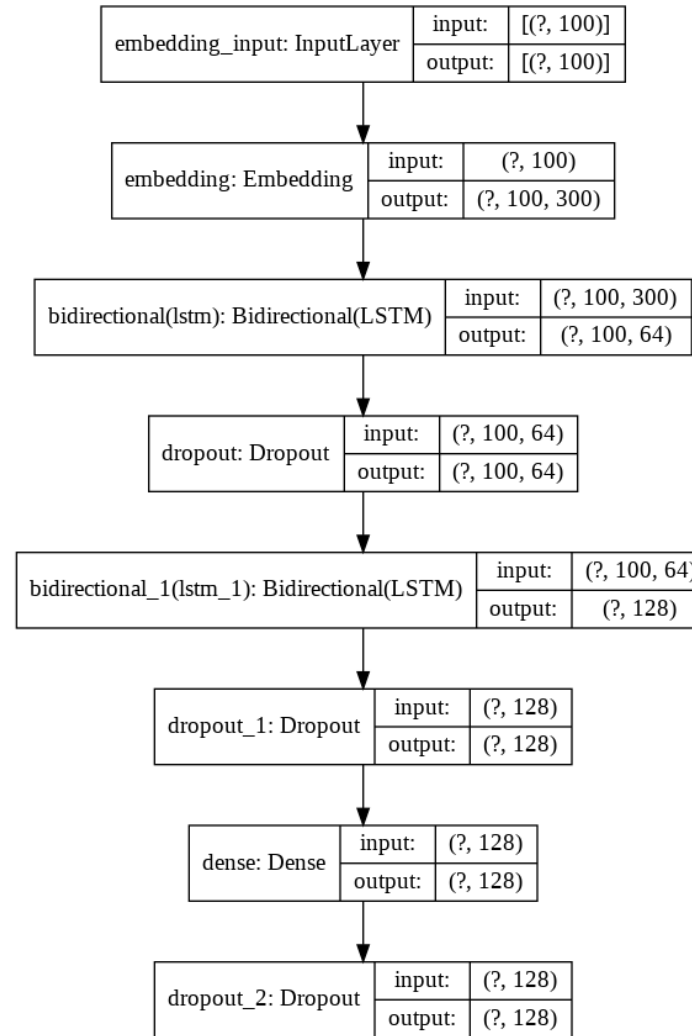 embedding_input: InputLayer
input: [(?, 100)]
output: [(?, 100)]
embedding: Embedding
input: (?, 100)
output: (?, 100, 300)
bidirectional(lstm): Bidirectional(LSTM)
input: (?, 100, 300)
output: (?, 100, 64)
dropout: Dropout
input: (?, 100, 64)
output: (?, 100, 64)
bidirectional_1(lstm_1): Bidirectional(LSTM)
input: (?, 100, 64)
output: (?, 128)
dropout_1: Dropout
input: (?, 128)
output: (?, 128)
dense: Dense
input: (?, 128)
output: (?, 128)
dropout_2: Dropout
input: (?, 128)
output: (?, 128)